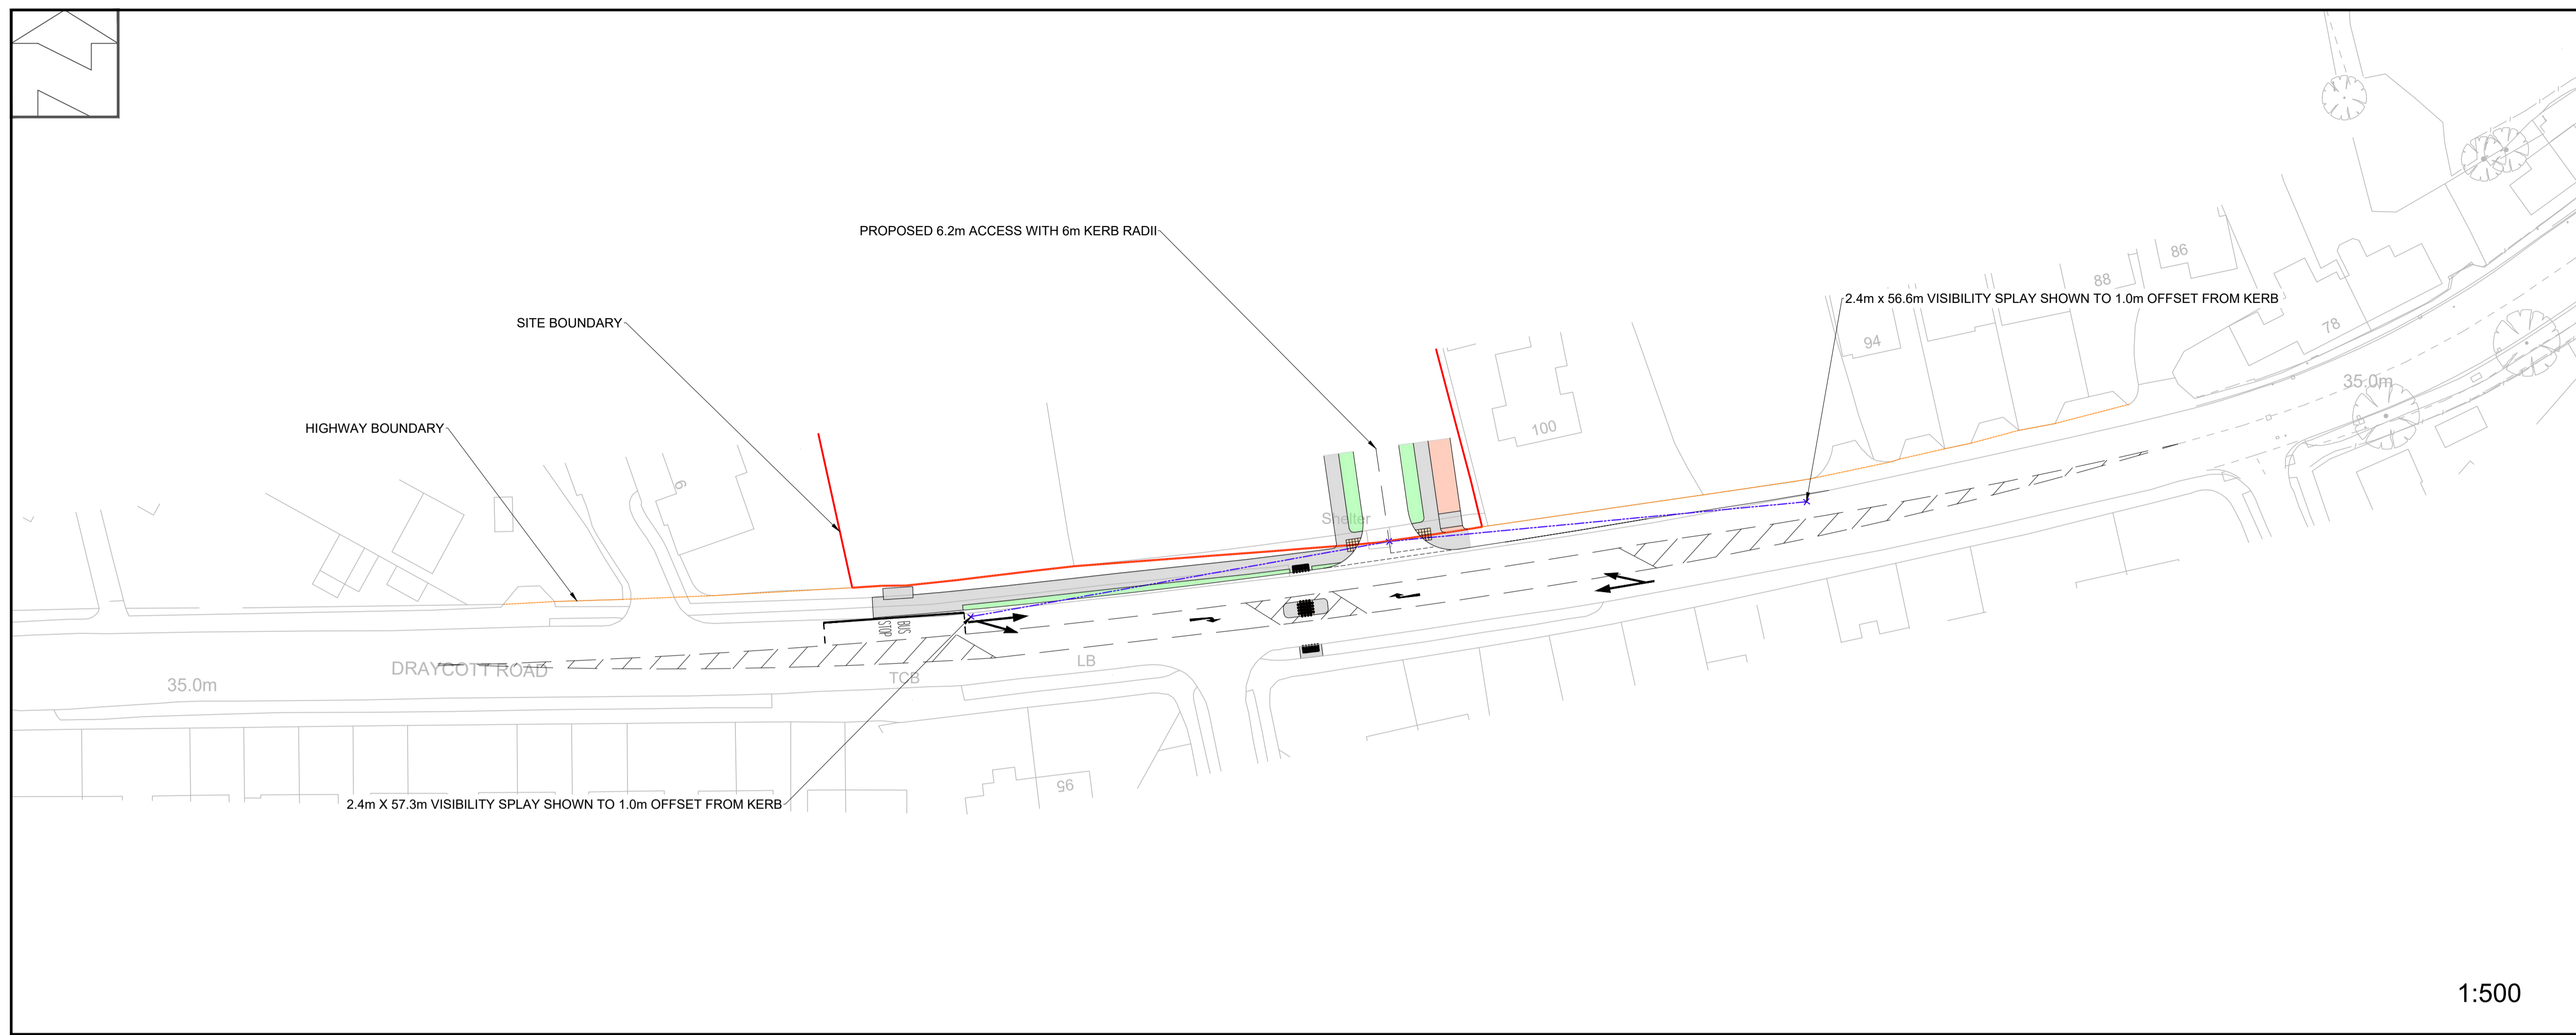 PROPOSED 6.2m ACCESS WITH 6m KERB RADII
86
88
2.4m x 56.6m VISIBILITY SPLAY SHOWN TO 1.0m OFFSET FROM KERB
SITE BOUNDARY
78
94
35.0m
HIGHWAY BOUNDARY
100
Shelter
BUS
STOP
LB
DRAYCOTT ROAD
TCB
35.0m
95
2.4m X 57.3m VISIBILITY SPLAY SHOWN TO 1.0m OFFSET FROM KERB
1:500